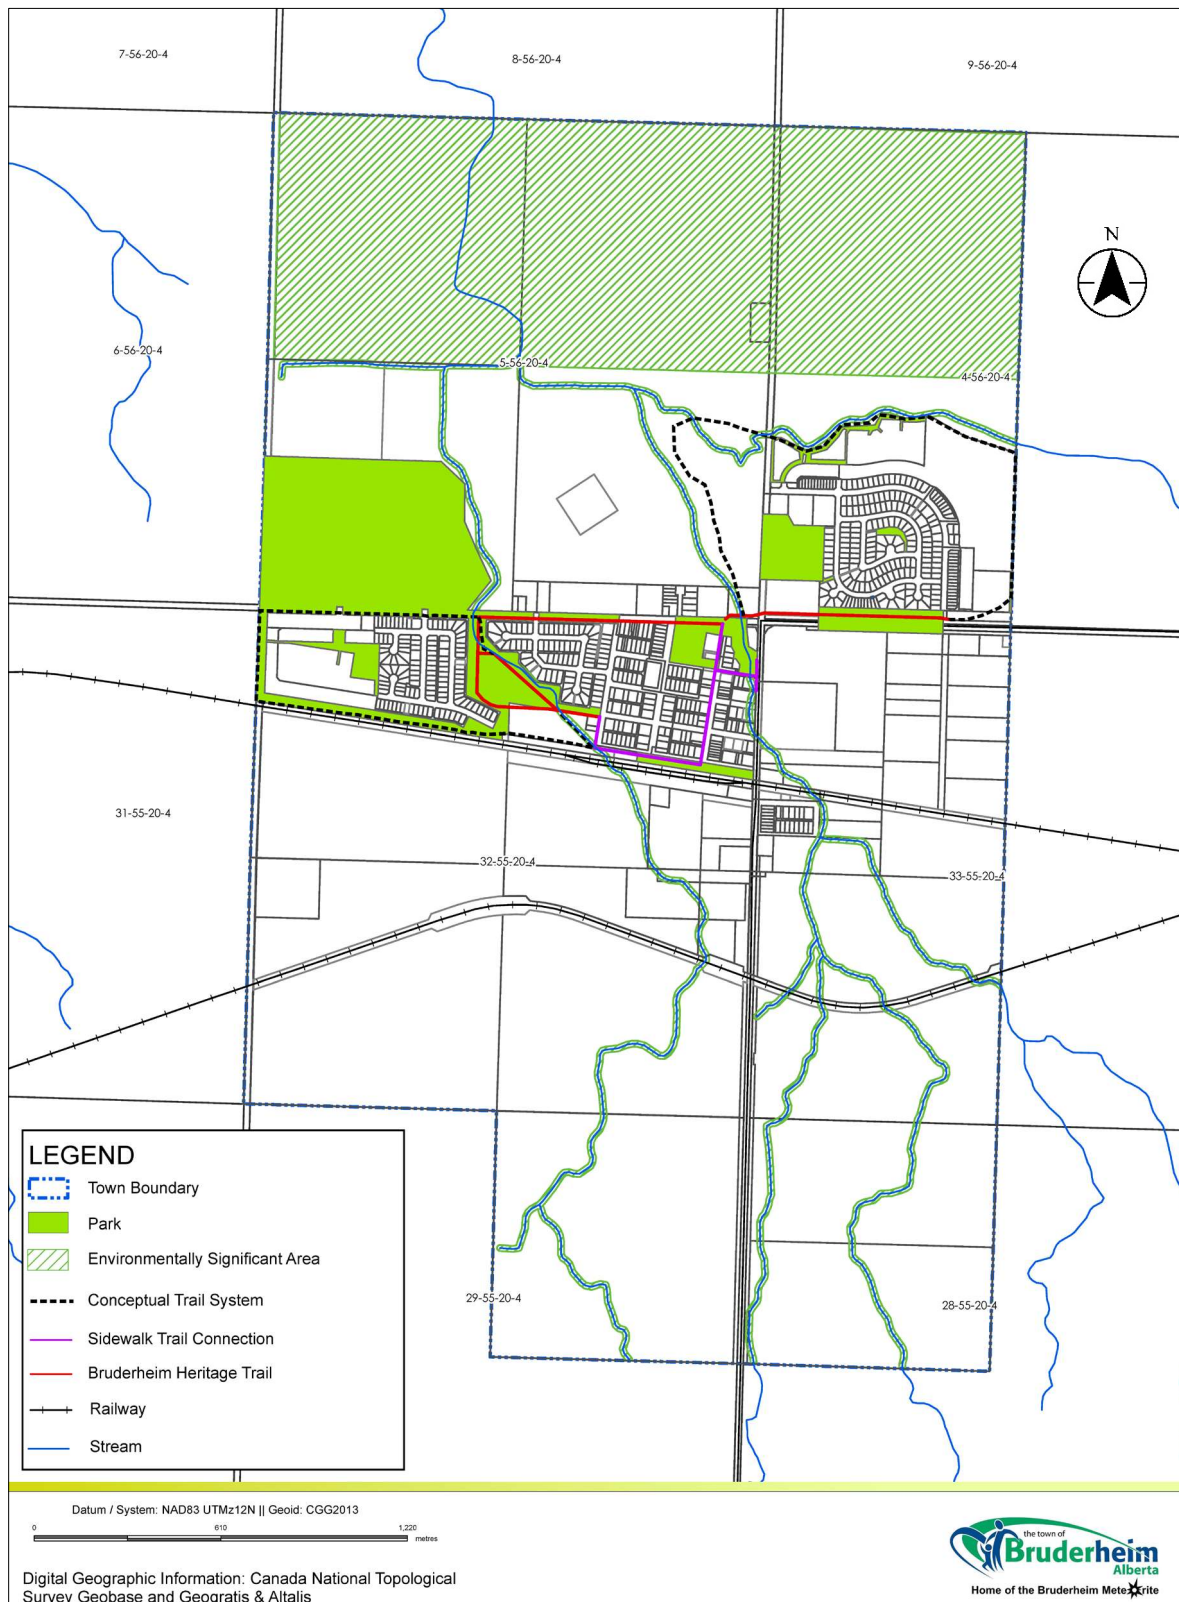 7-56-20-4
8-56-20-4
9-56-20-4
N
6-56-20-4
5-56-20-4
4-56-20-4
31-55-20-4
32-55-20-4
33-55-20-4
LEGEND
Town Boundary
Park
Environmentally Significant Area
Conceptual Trail System
Sidewalk Trail Connection
Bruderheim Heritage Trail
Railway
Stream
29-55-20-4
28-55-20-4
Datum / System: NAD83 UTMz12N || Geoid: CGG2013
0 610 1,220
metres
Digital Geographic Information: Canada National Topological
Survey Geobase and Geogratis & Altalis
the town of
Bruderheim
Alberta
Home of the Bruderheim Meteorite